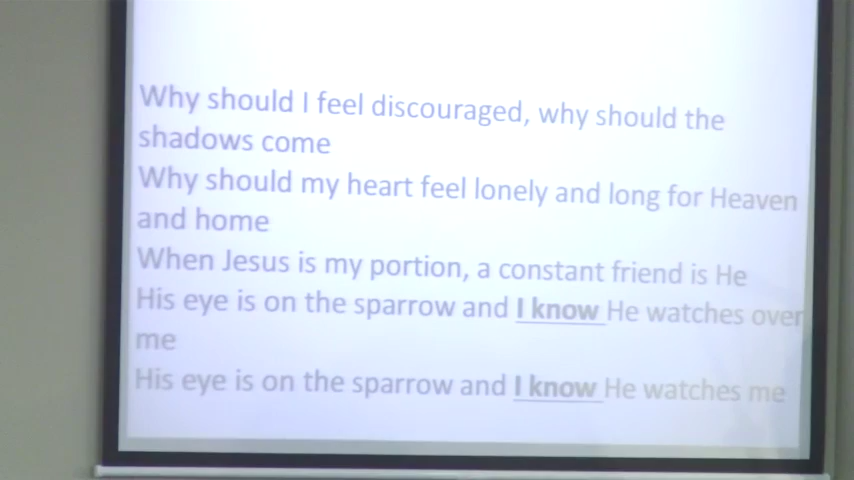 Why should I feel discouraged, why should the
shadows come
Why should my heart feel lonely and long for Heaven
and home
When Jesus is my portion, a constant friend is He
His eye is on the sparrow and I know He watches over
me
His eye is on the sparrow and I know He watches me